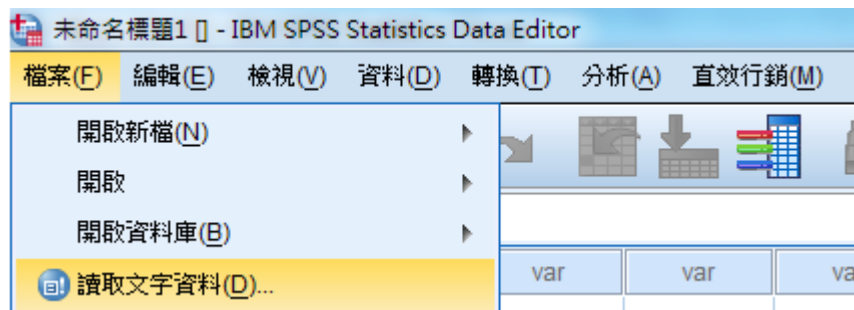 未命名標題1 [] - IBM SPSS Statistics Data Editor
檔案(F) 編輯(E) 檢視(V) 資料(D) 轉換(T) 分析(A) 直效行銷(M)
開啟新檔(N)
開啟
開啟資料庫(B)
讀取文字資料(D)...
var var va